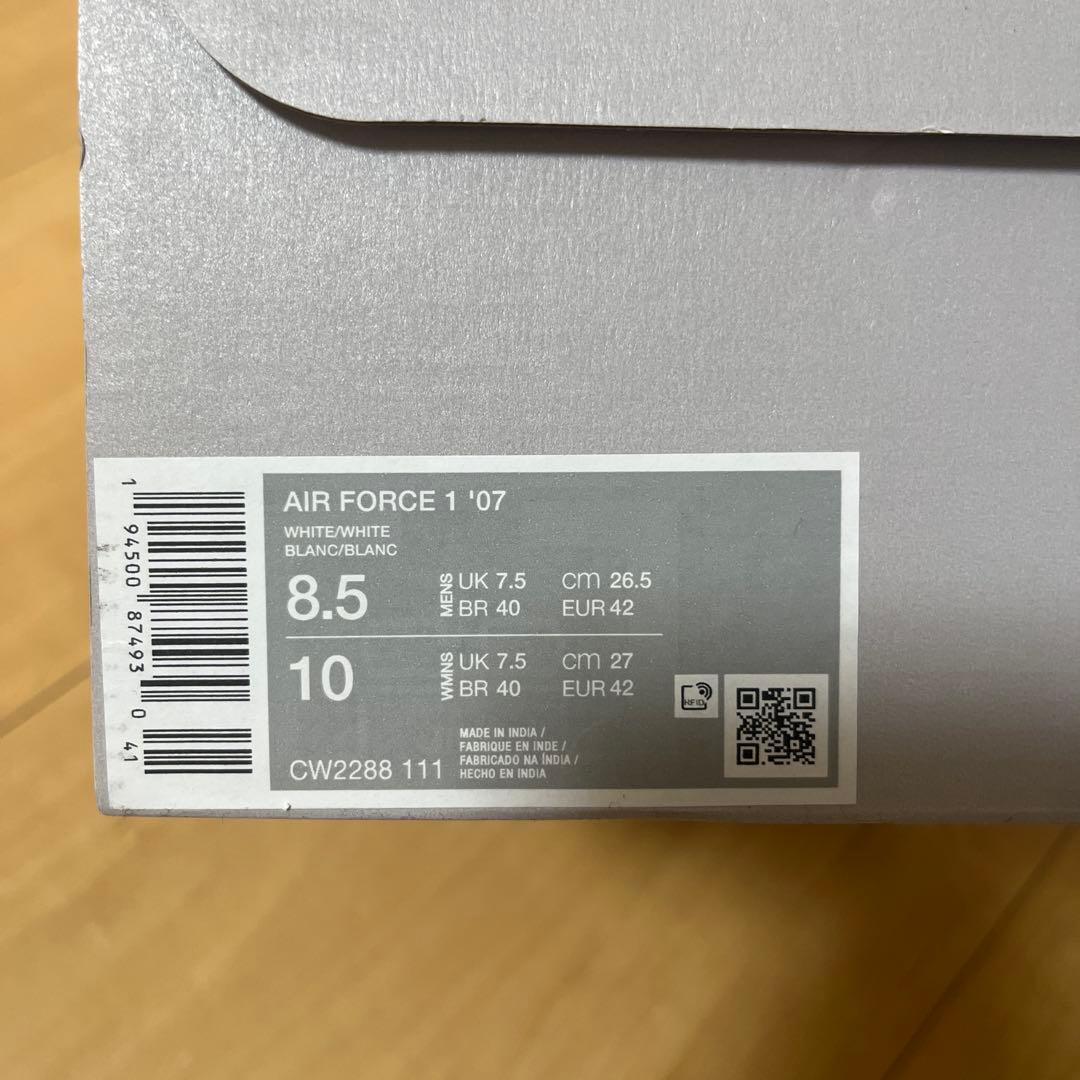 AIR FORCE 1 '07
WHITE/WHITE
BLANC/BLANC
8.5 MENS UK 7.5 cm 26.5
BR 40 EUR 42
10 WMNS UK 7.5 cm 27
BR 40 EUR 42
MADE IN INDIA /
FABRIQUE EN INDE /
FABRICADO NA ÍNDIA /
HECHO EN INDIA
CW2288 111
RFID
1 94500 87493 0 41